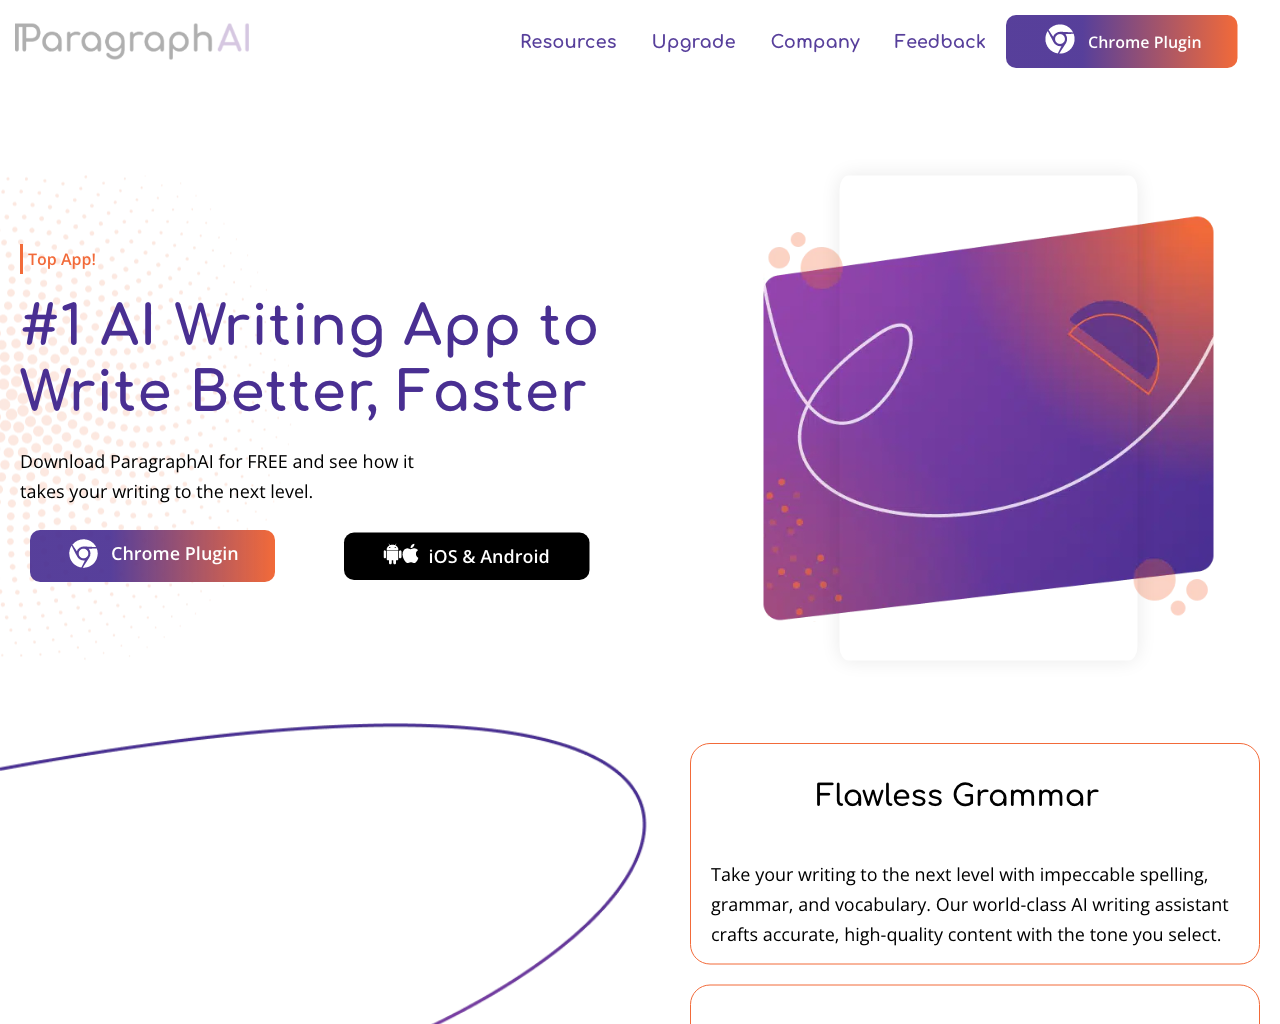 ParagraphAI
Resources
Upgrade
Company
Feedback
Chrome Plugin
Top App!
#1 AI Writing App to
Write Better, Faster
Download ParagraphAI for FREE and see how it
takes your writing to the next level.
Chrome Plugin
iOS & Android
Flawless Grammar
Take your writing to the next level with impeccable spelling,
grammar, and vocabulary. Our world-class AI writing assistant
crafts accurate, high-quality content with the tone you select.